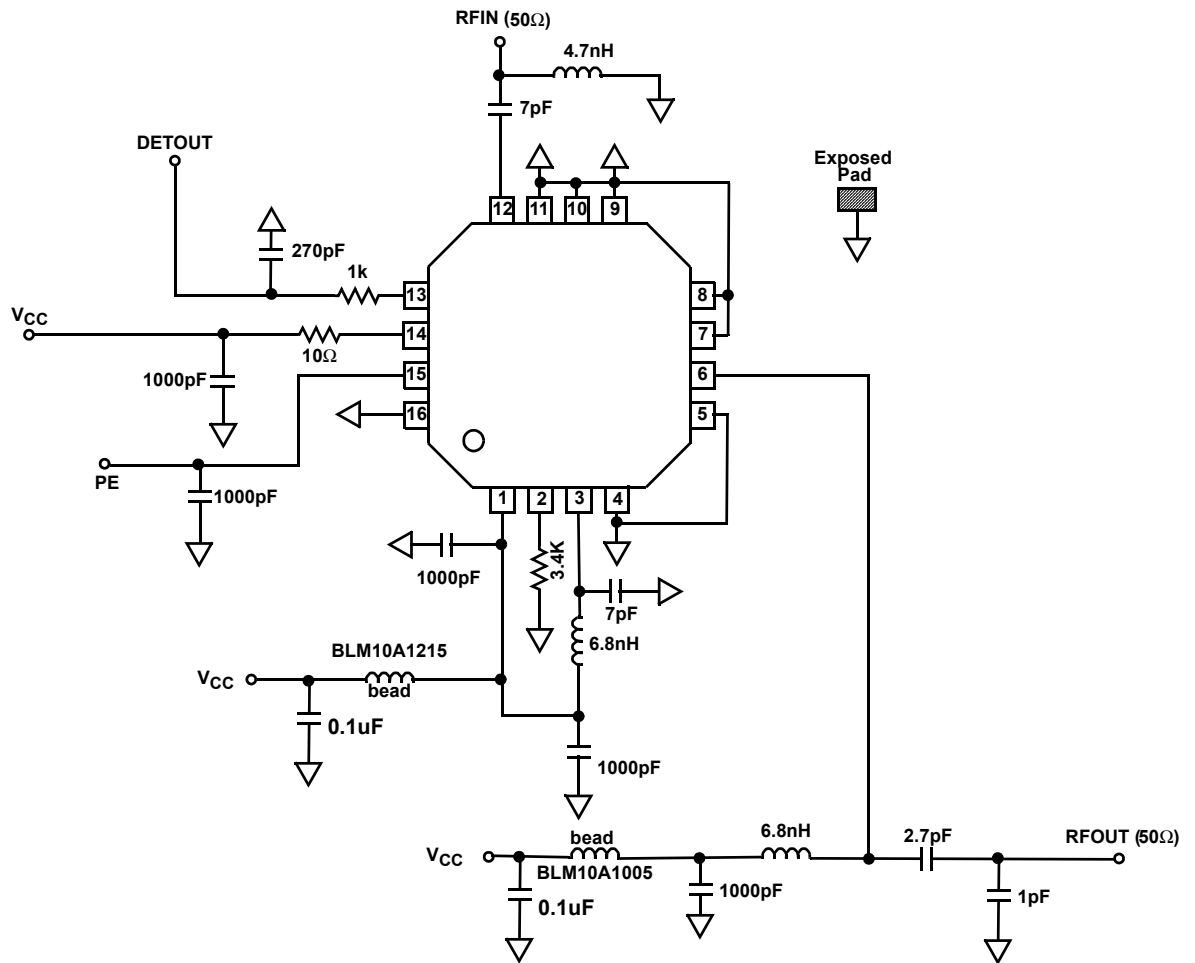 RFIN (50Ω)
4.7nH
7pF
DETOUT
Exposed
Pad
12
11
10
9
270pF
1k
13
8
VCC
14
7
10Ω
1000pF
15
6
16
5
PE
1000pF
1
2
3
4
1000pF
3.4K
7pF
6.8nH
BLM10A1215
VCC
bead
0.1uF
1000pF
bead
6.8nH
2.7pF
RFOUT (50Ω)
VCC
BLM10A1005
1000pF
1pF
0.1uF